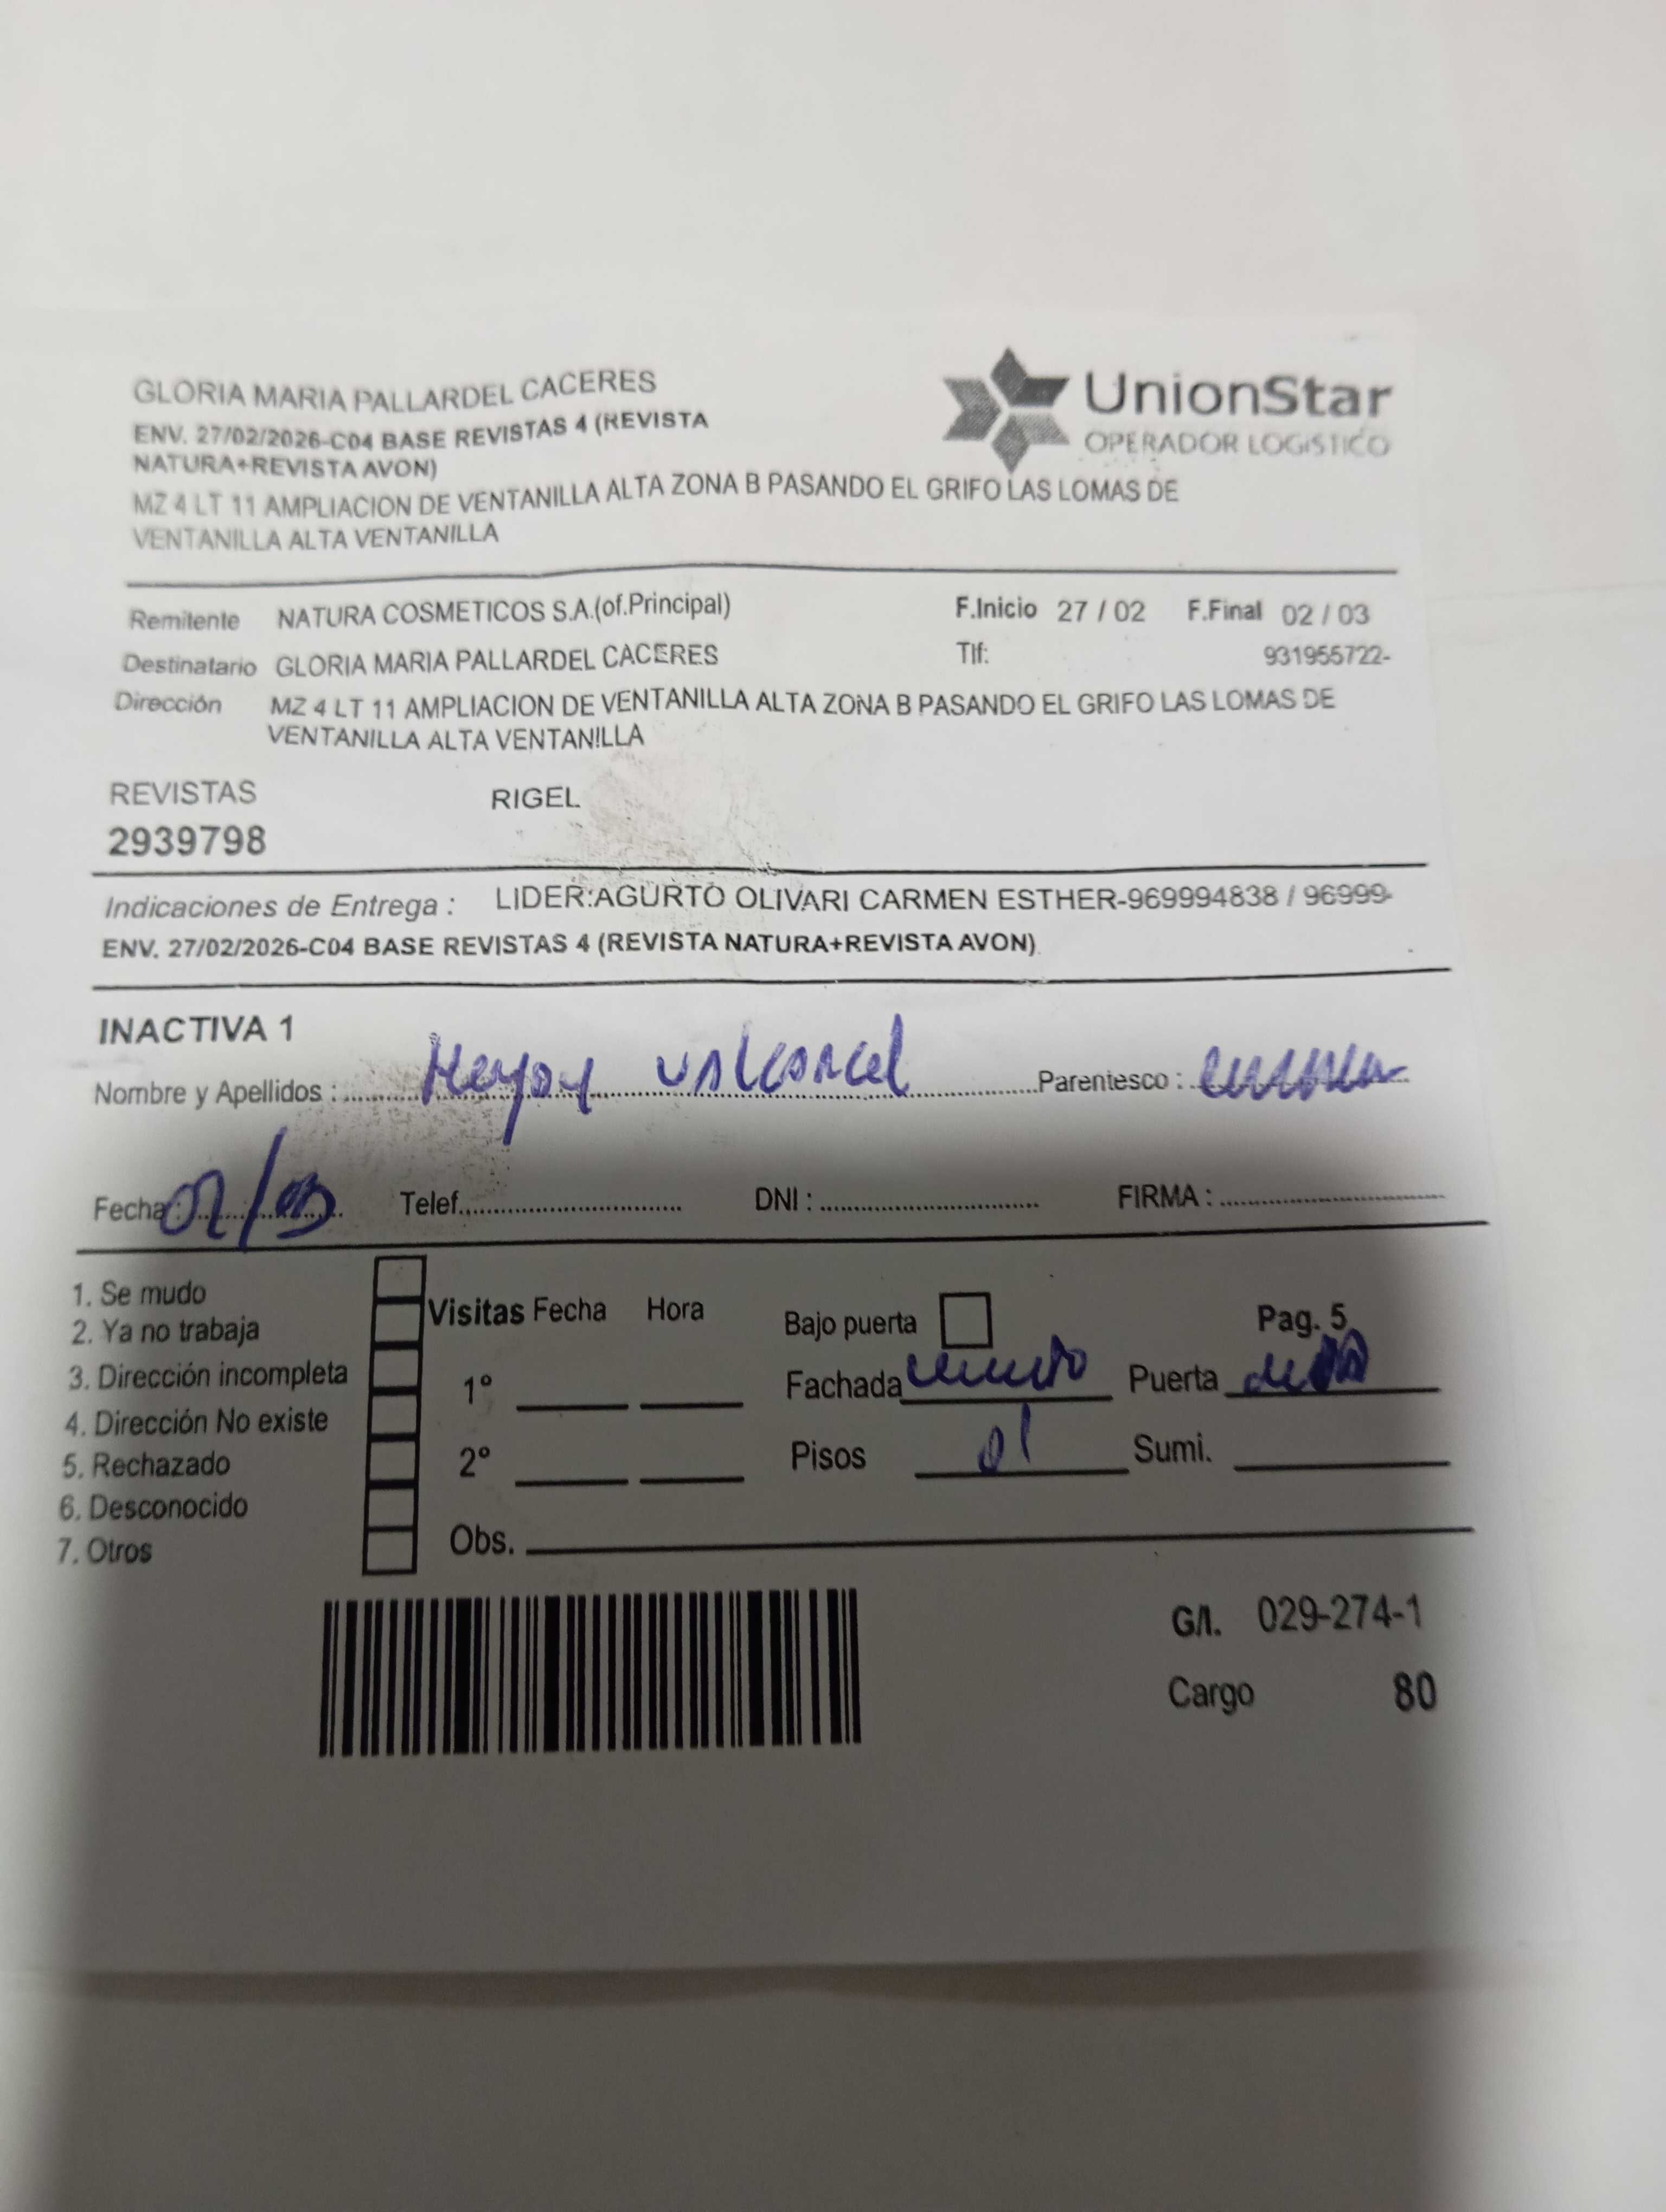 GLORIA MARIA PALLARDEL CACERES
ENV. 27/02/2026-C04 BASE REVISTAS 4 (REVISTA
NATURA+REVISTA AVON)
MZ 4 LT 11 AMPLIACION DE VENTANILLA ALTA ZONA B PASANDO EL GRIFO LAS LOMAS DE
VENTANILLA ALTA VENTANILLA
UnionStar
OPERADOR LOGISTICO
Remitente NATURA COSMETICOS S.A.(of.Principal) F.Inicio 27 / 02 F.Final 02 / 03
Destinatario GLORIA MARIA PALLARDEL CACERES Tlf: 931955722-
Dirección MZ 4 LT 11 AMPLIACION DE VENTANILLA ALTA ZONA B PASANDO EL GRIFO LAS LOMAS DE
VENTANILLA ALTA VENTANILLA
REVISTAS RIGEL
2939798
Indicaciones de Entrega : LIDER:AGURTO OLIVARI CARMEN ESTHER-969994838 / 96999-
ENV. 27/02/2026-C04 BASE REVISTAS 4 (REVISTA NATURA+REVISTA AVON)
INACTIVA 1
Nombre y Apellidos : Parentesco :
Fecha : 02/03 Telef. DNI : FIRMA :
1. Se mudo
2. Ya no trabaja
3. Dirección incompleta
4. Dirección No existe
5. Rechazado
6. Desconocido
7. Otros
Visitas Fecha Hora
1°
2°
Obs.
Bajo puerta Pag. 5
Fachada Puerta
Pisos 01 Sumi.
G/I. 029-274-1
Cargo 80